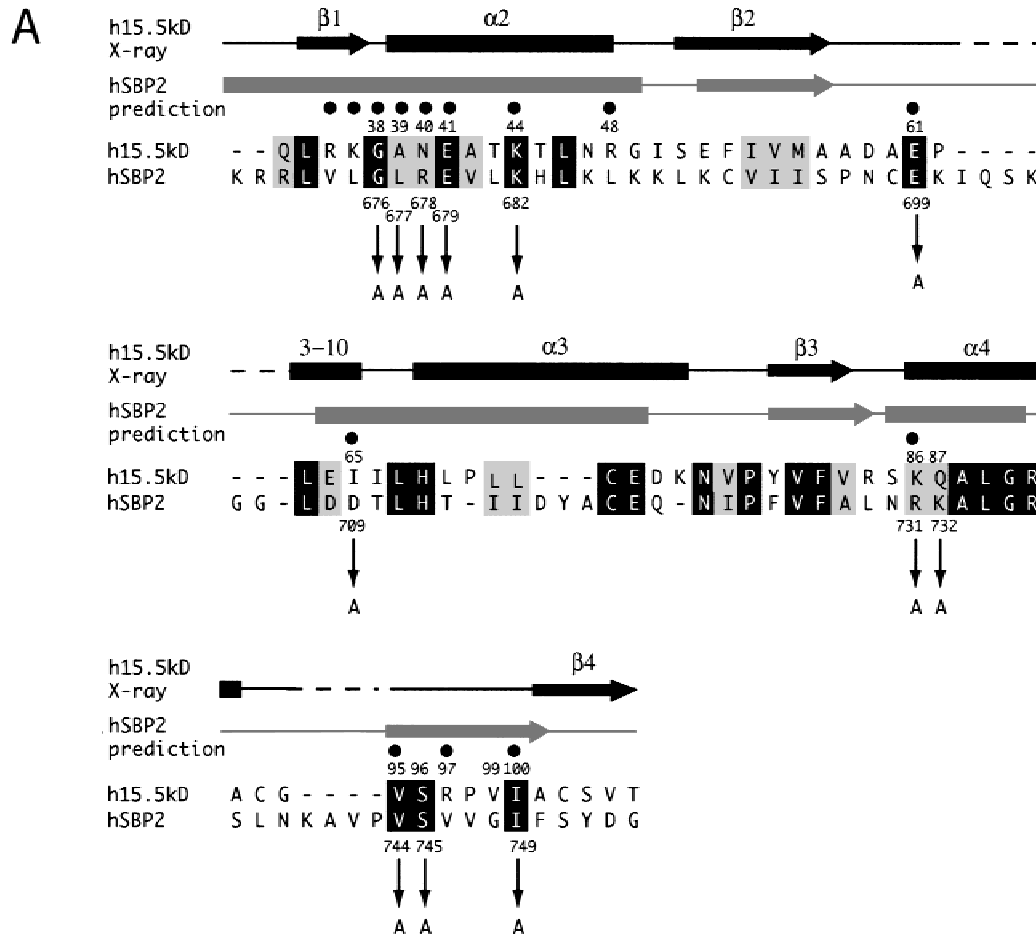 A
h15.5kD
X-ray
β1 α2 β2
hSBP2
prediction
38 39 40 41 44 48 61
h15.5kD - - Q L R K G A N E A T K T L N R G I S E F I V M A A D A E P - - - -
hSBP2 K R R L V L G L R E V L K H L K L K K L K C V I I S P N C E K I Q S K
676 677 678 679 682 699
A A A A A A
h15.5kD
X-ray
3-10 α3 β3 α4
hSBP2
prediction
65 86 87
h15.5kD - - - L E I I L H L P L L - - - C E D K N V P Y V F V R S K Q A L G R
hSBP2 G G - L D D T L H T - I I D Y A C E Q - N I P F V F A L N R K A L G R
709 731 732
A A A
h15.5kD
X-ray
β4
hSBP2
prediction
95 96 97 99 100
h15.5kD A C G - - - - V S R P V I A C S V T
hSBP2 S L N K A V P V S V V G I F S Y D G
744 745 749
A A A